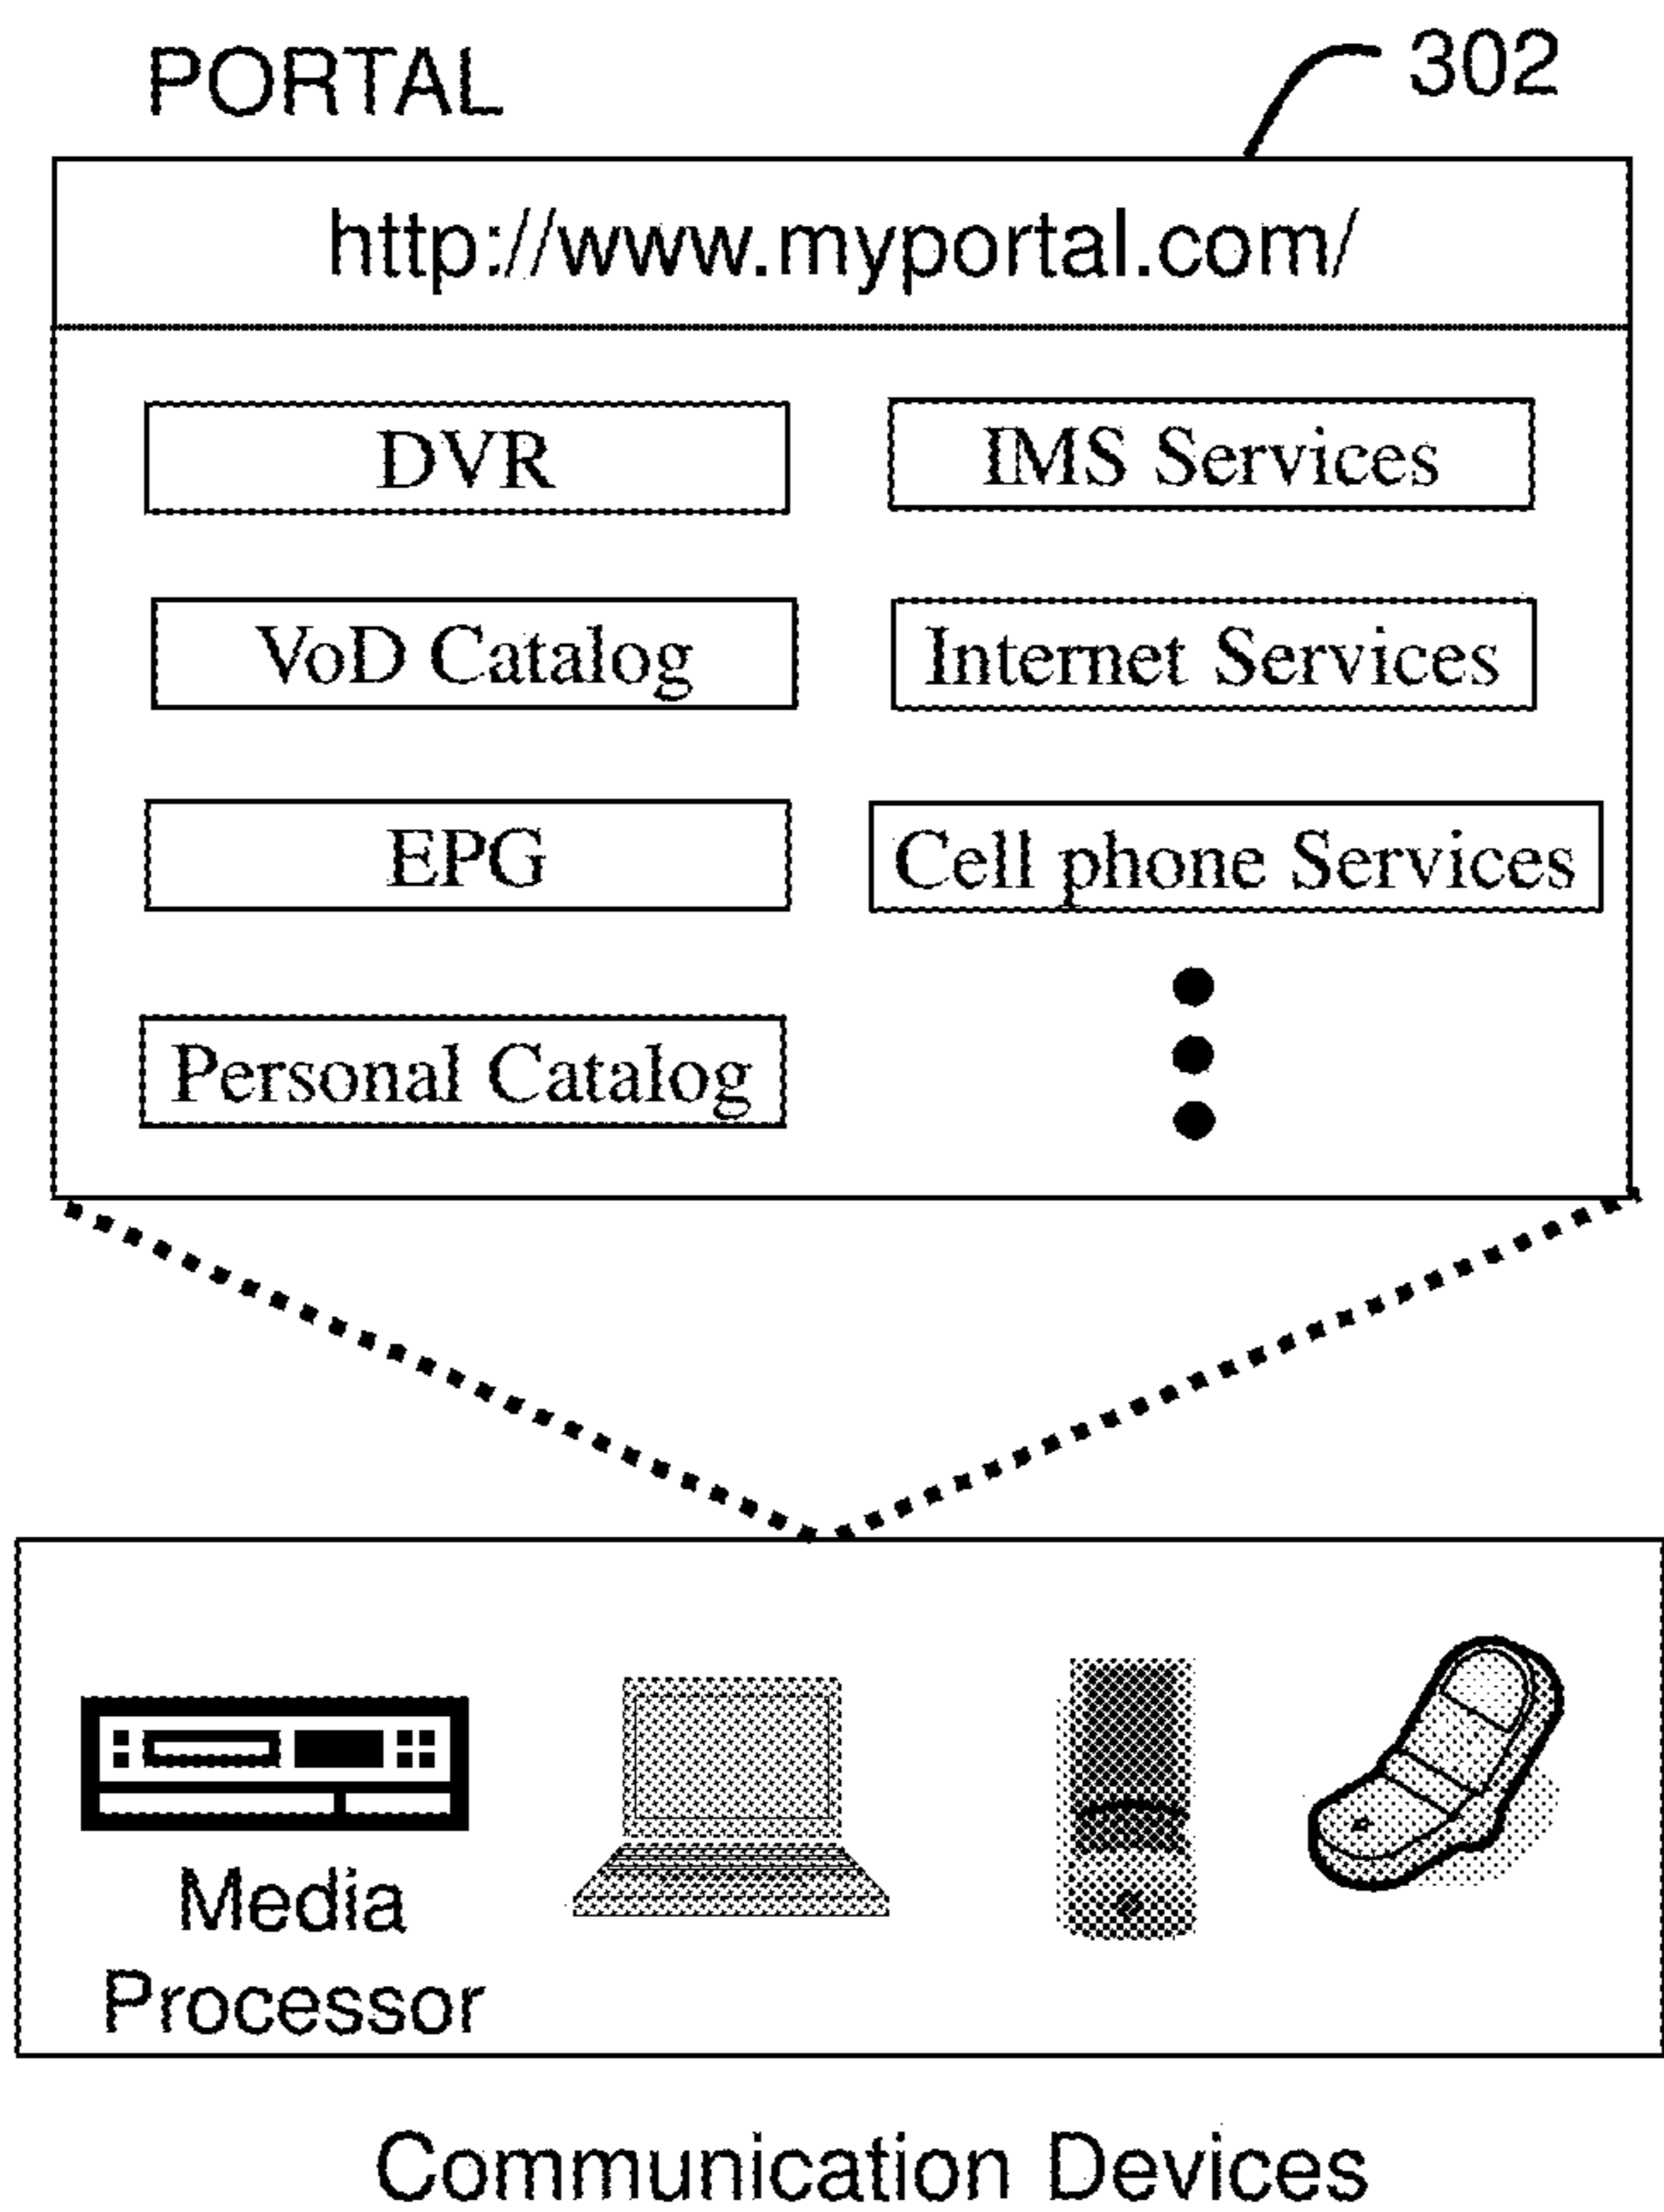 PORTAL
302
http://www.myportal.com/
DVR
IMS Services
VoD Catalog
Internet Services
EPG
Cell phone Services
Personal Catalog
Media
Processor
Communication Devices